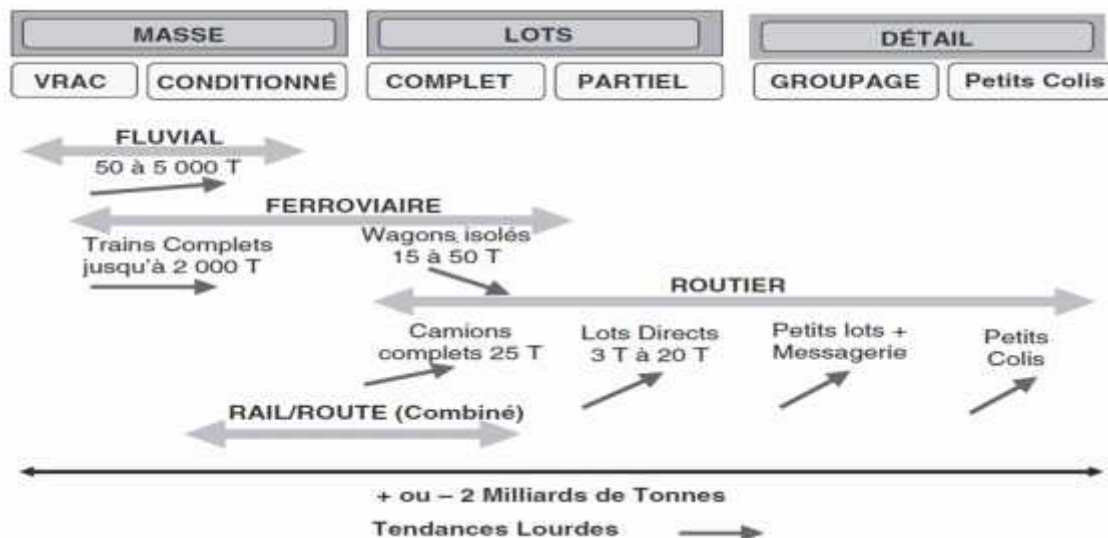 MASSE
LOTS
DÉTAIL
VRAC
CONDITIONNÉ
COMPLET
PARTIEL
GROUPAGE
Petits Colis
FLUVIAL
50 à 5 000 T
FERROVIAIRE
Trains Complets
jusqu'à 2 000 T
Wagons isolés
15 à 50 T
ROUTIER
Camions
complets 25 T
Lots Directs
3 T à 20 T
Petits lots +
Messagerie
Petits
Colis
RAIL/ROUTE (Combiné)
+ ou – 2 Milliards de Tonnes
Tendances Lourdes